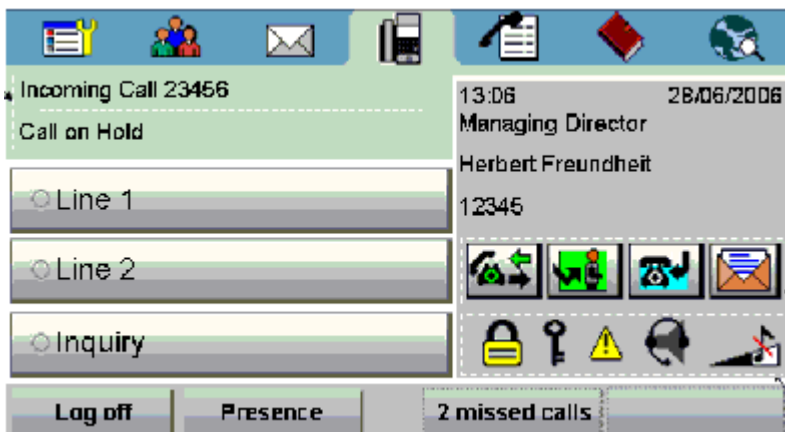 Incoming Call 23456
Call on Hold
13:06 28/06/2006
Managing Director
Herbert Freundheit
12345
Line 1
Line 2
Inquiry
Log off Presence 2 missed calls